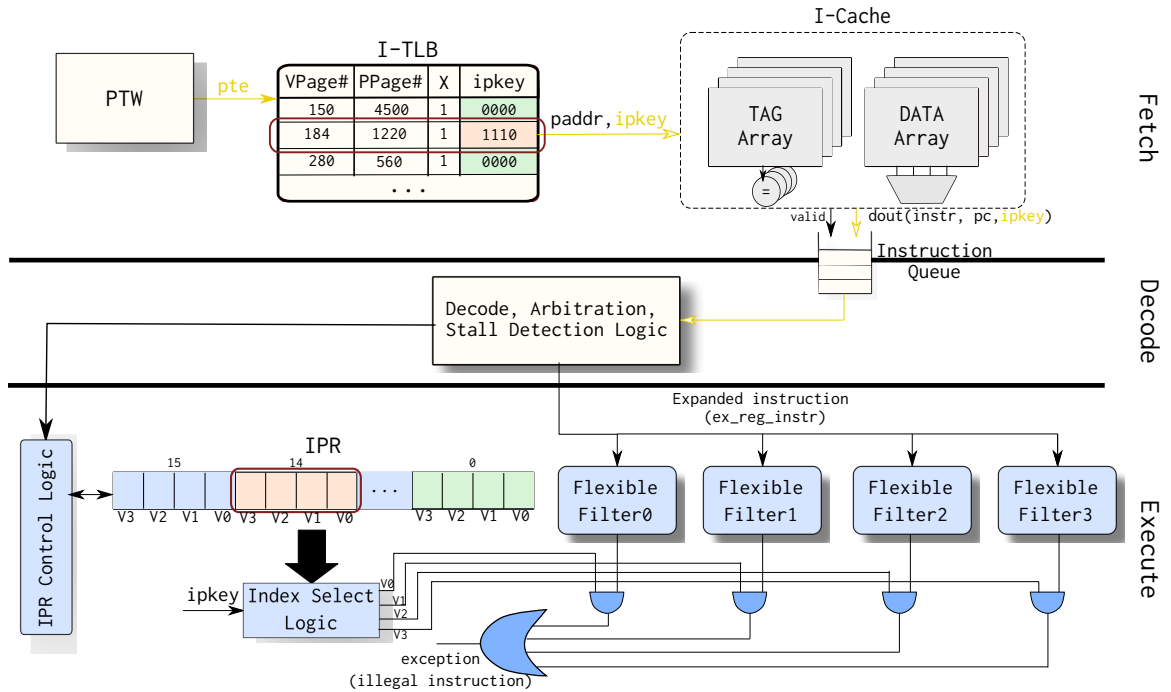 I-Cache
I-TLB
PTW
pte
VPage# PPage# X ipkey
150 4500 1 0000
184 1220 1 1110
280 560 1 0000
...
paddr,ipkey
TAG
Array
=
DATA
Array
Fetch
valid
dout(instr, pc,ipkey)
Instruction
Queue
Decode, Arbitration,
Stall Detection Logic
Decode
Expanded instruction
(ex_reg_instr)
IPR
IPR Control Logic
15 14 0
...
V3 V2 V1 V0 V3 V2 V1 V0 V3 V2 V1 V0
Flexible
Filter0
Flexible
Filter1
Flexible
Filter2
Flexible
Filter3
Execute
ipkey
Index Select
Logic
V0
V1
V2
V3
exception
(illegal instruction)